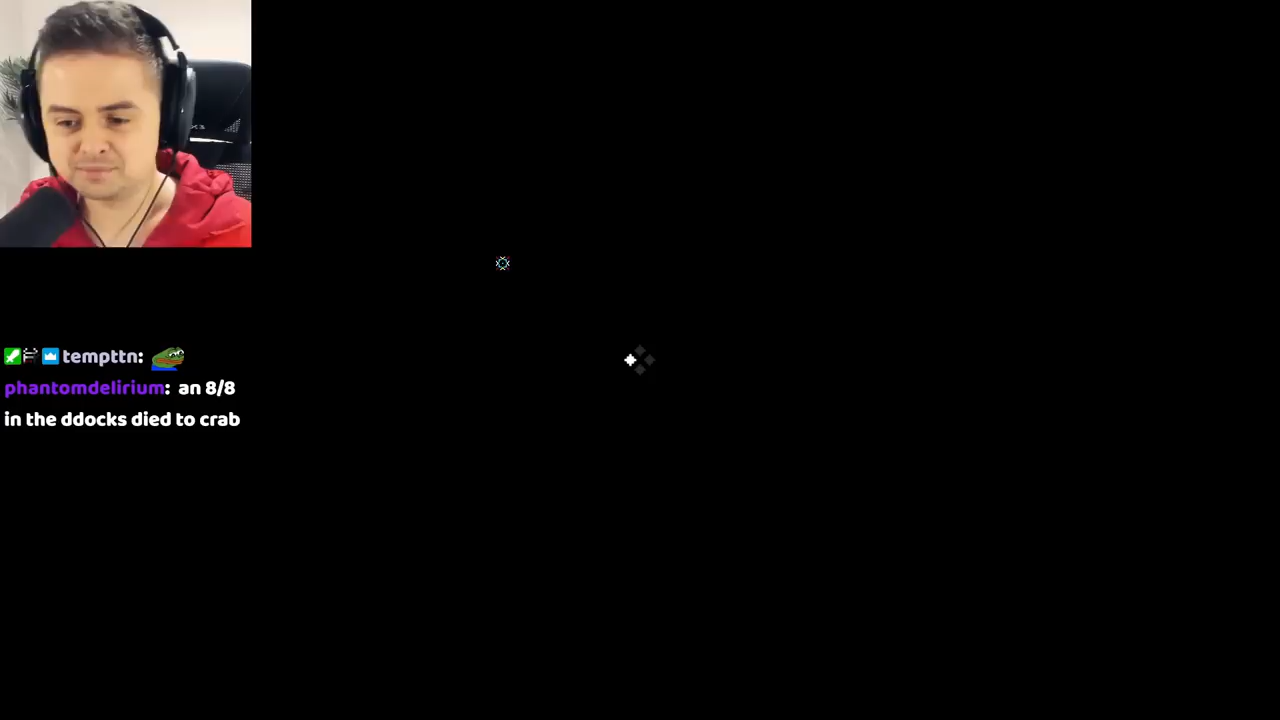 tempttn:
phantomdelirium: an 8/8
in the ddocks died to crab